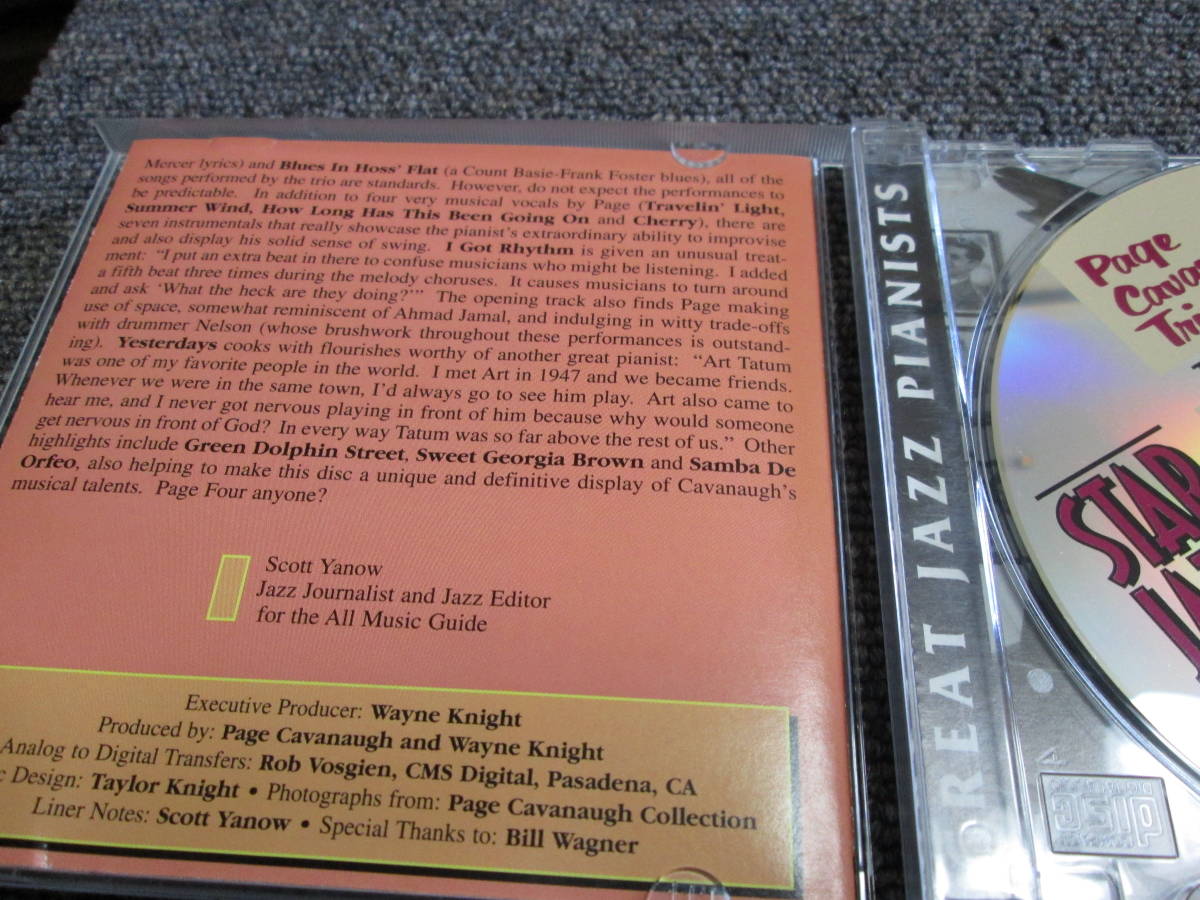 Mercer lyrics) and Blues In Hoss' Flat (a Count Basie-Frank Foster blues), all of the
songs performed by the trio are standards. However, do not expect the performances to
be predictable. In addition to four very musical vocals by Page (Travelin' Light,
Summer Wind, How Long Has This Been Going On and Cherry), there are
seven instrumentals that really showcase the pianist's extraordinary ability to improvise
and also display his solid sense of swing. I Got Rhythm is given an unusual treat-
ment: "I put an extra beat in there to confuse musicians who might be listening. I added
a fifth beat three times during the melody choruses. It causes musicians to turn around
and ask 'What the heck are they doing?'" The opening track also finds Page making
use of space, somewhat reminiscent of Ahmad Jamal, and indulging in witty trade-offs
with drummer Nelson (whose brushwork throughout these performances is outstand-
ing). Yesterdays cooks with flourishes worthy of another great pianist: "Art Tatum
was one of my favorite people in the world. I met Art in 1947 and we became friends.
Whenever we were in the same town, I'd always go to see him play. Art also came to
hear me, and I never got nervous playing in front of him because why would someone
get nervous in front of God? In every way Tatum was so far above the rest of us." Other
highlights include Green Dolphin Street, Sweet Georgia Brown and Samba De
Orfeo, also helping to make this disc a unique and definitive display of Cavanaugh's
musical talents. Page Four anyone?
Scott Yanow
Jazz Journalist and Jazz Editor
for the All Music Guide
Executive Producer: Wayne Knight
Produced by: Page Cavanaugh and Wayne Knight
Analog to Digital Transfers: Rob Vosgien, CMS Digital, Pasadena, CA
c Design: Taylor Knight • Photographs from: Page Cavanaugh Collection
Liner Notes: Scott Yanow • Special Thanks to: Bill Wagner
GREAT JAZZ PIANISTS
Page
Cavana
Tri
STAR